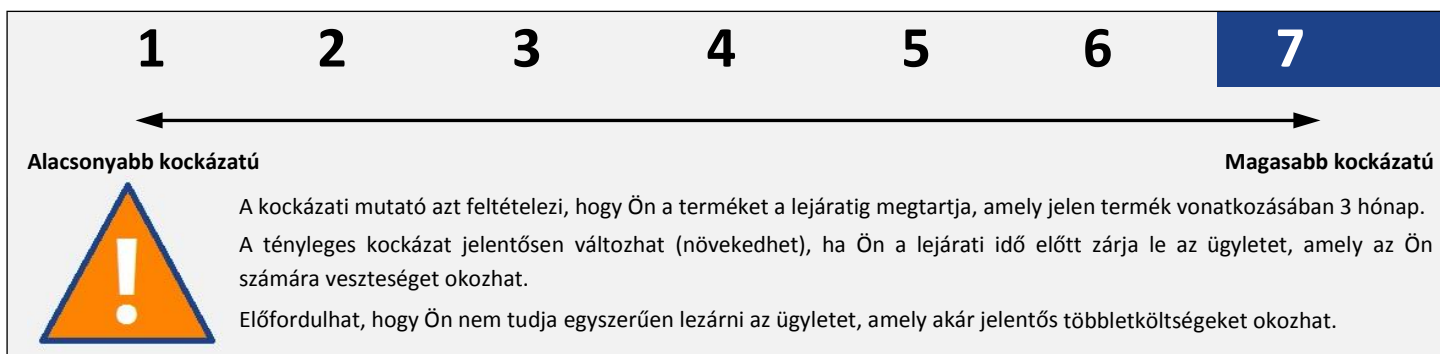 1 2 3 4 5 6 7
Alacsonyabb kockázatú Magasabb kockázatú
A kockázati mutató azt feltételezi, hogy Ön a terméket a lejáratig megtartja, amely jelen termék vonatkozásában 3 hónap.
A tényleges kockázat jelentősen változhat (növekedhet), ha Ön a lejárati idő előtt zárja le az ügyletet, amely az Ön
számára veszteséget okozhat.
Előfordulhat, hogy Ön nem tudja egyszerűen lezárni az ügyletet, amely akár jelentős többletköltségeket okozhat.